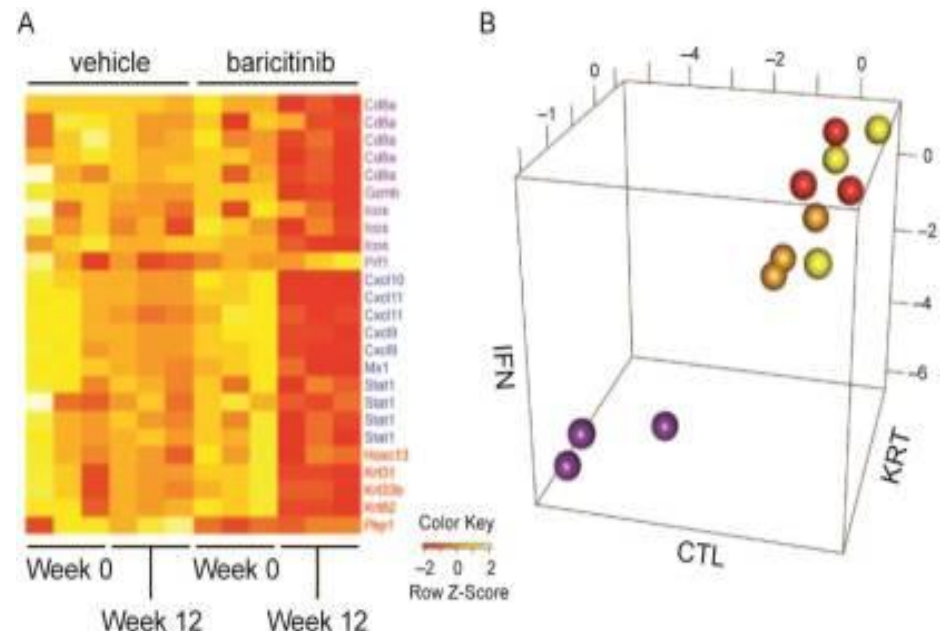 A
vehicle baricitinib
Cd8a
Cd8a
Cd8a
Cd8a
Cd8a
Gzmb
Icos
Icos
Icos
Prf1
Cxcl10
Cxcl11
Cxcl11
Cxcl9
Cxcl9
Mx1
Stat1
Stat1
Stat1
Stat1
Hoxc13
Krt31
Krt33b
Krt82
Pkp1
Color Key
−2 0 2
Row Z-Score
Week 0 Week 0
Week 12 Week 12
B
−1 0 −4 −2 0
0
−2
−4
−6
IFN
CTL
KRT